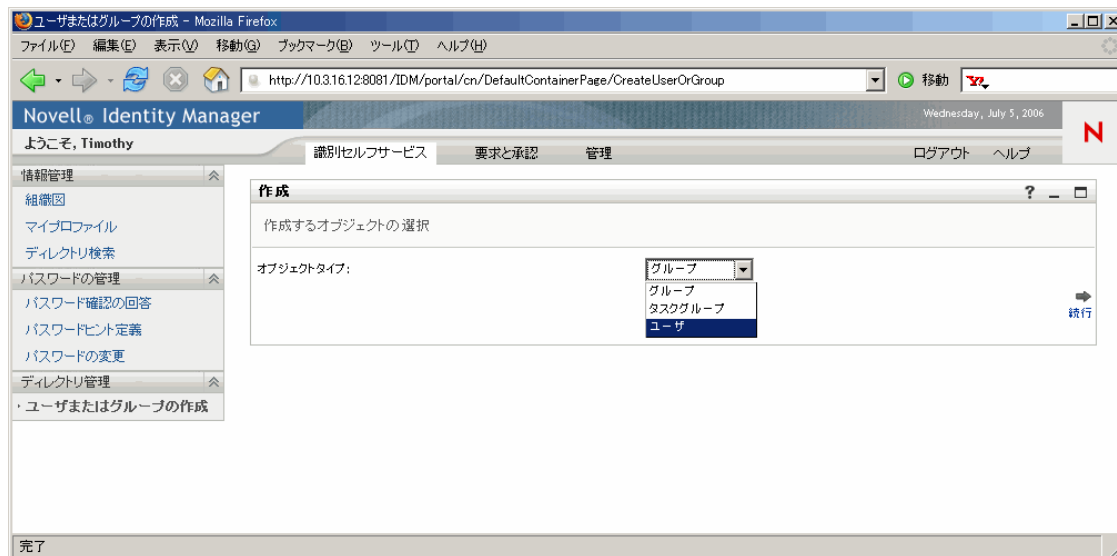 ユーザまたはグループの作成 - Mozilla Firefox
ファイル(F) 編集(E) 表示(V) 移動(G) ブックマーク(B) ツール(T) ヘルプ(H)
http://10.3.16.12:8081/IDM/portal/cn/DefaultContainerPage/CreateUserOrGroup
移動
Novell® Identity Manager
Wednesday, July 5, 2006
N
ようこそ, Timothy
識別セルフサービス 要求と承認 管理 ログアウト ヘルプ
情報管理
組織図
マイプロファイル
ディレクトリ検索
パスワードの管理
パスワード確認の回答
パスワードヒント定義
パスワードの変更
ディレクトリ管理
・ユーザまたはグループの作成
作成 ?
作成するオブジェクトの選択
オブジェクトタイプ: グループ
グループ
タスクグループ
ユーザ
続行
完了